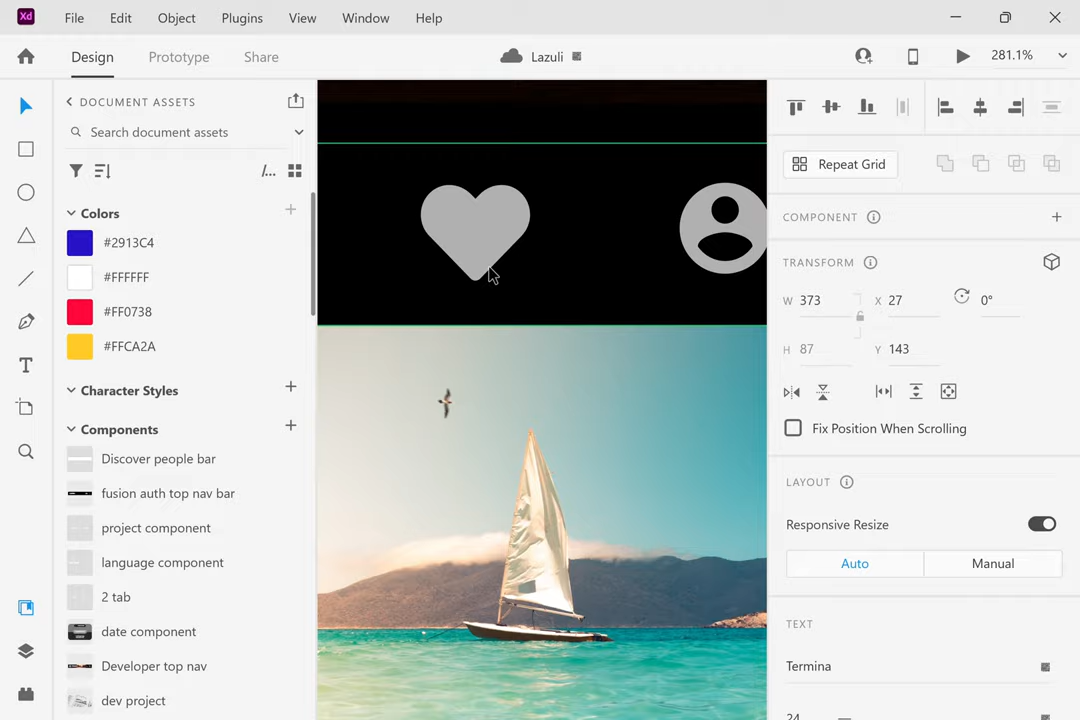 Xd File Edit Object Plugins View Window Help
Design Prototype Share Lazuli 281.1%
DOCUMENT ASSETS
Search document assets
/...
Colors
#2913C4
#FFFFFF
#FF0738
#FFCA2A
Character Styles
Components
Discover people bar
fusion auth top nav bar
project component
language component
2 tab
date component
Developer top nav
dev project
Repeat Grid
COMPONENT
TRANSFORM
W 373 X 27 0°
H 87 Y 143
Fix Position When Scrolling
LAYOUT
Responsive Resize
Auto Manual
TEXT
Termina
24